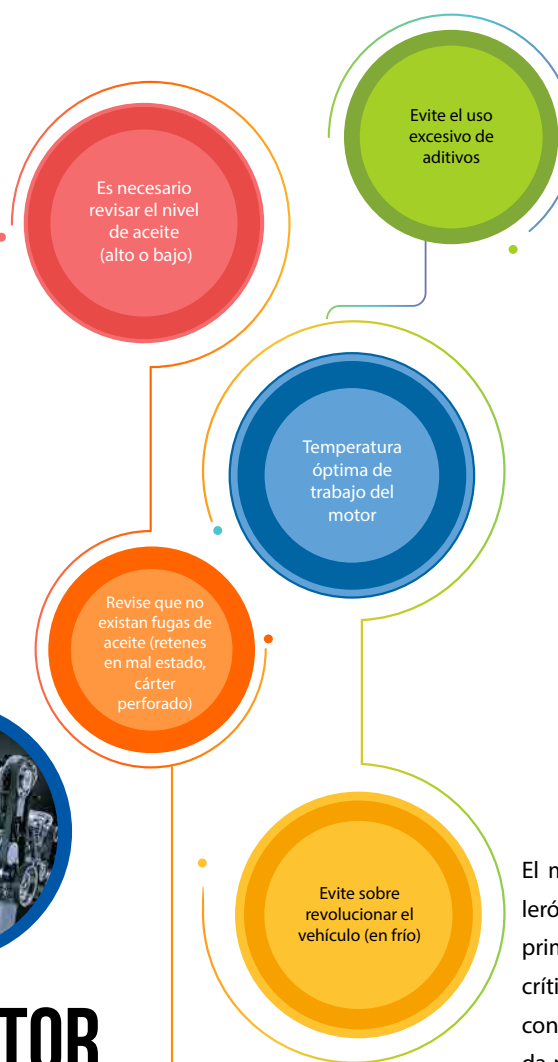 Evite el uso
excesivo de
aditivos
Es necesario
revisar el nivel
de aceite
(alto o bajo)
Temperatura
óptima de
trabajo del
motor
Revise que no
existan fugas de
aceite (retenes
en mal estado,
cárter
perforado)
Evite sobre
revolucionar el
vehículo (en frío)
El
leró
prin
críti
con
TOR